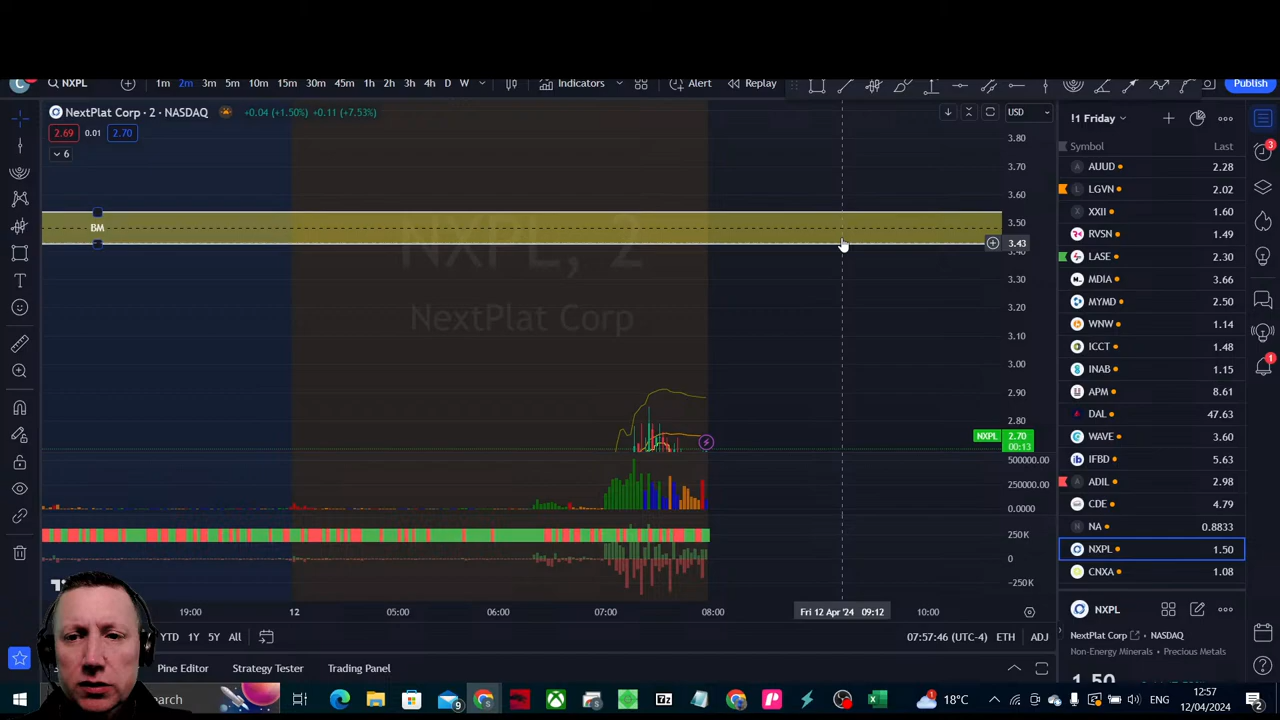 NXPL 1m 2m 3m 5m 10m 15m 30m 45m 1h 2h 3h 4h D W Indicators Alert Replay Publish
NextPlat Corp · 2 · NASDAQ +0.04 (+1.50%) +0.11 (+7.53%)
2.69 0.01 2.70
6
USD
3.80
3.70
3.60
3.50
3.43
3.30
3.20
3.10
3.00
2.90
2.80
NXPL 2.70
00:13
500000.00
250000.00
0.0000
250K
0
−250K
BM
NXPL, 2
NextPlat Corp
19:00 12 05:00 06:00 07:00 08:00 Fri 12 Apr '24 09:12 10:00
YTD 1Y 5Y All 07:57:46 (UTC-4) ETH ADJ
Pine Editor Strategy Tester Trading Panel
!1 Friday
Symbol Last
AUUD 2.28
LGVN 2.02
XXII 1.60
RVSN 1.49
LASE 2.30
MDIA 3.66
MYMD 2.50
WNW 1.14
ICCT 1.48
INAB 1.15
APM 8.61
DAL 47.63
WAVE 3.60
IFBD 5.63
ADIL 2.98
CDE 4.79
NA 0.8833
NXPL 1.50
CNXA 1.08
NXPL
NextPlat Corp NASDAQ
Non-Energy Minerals • Precious Metals
1.50
3
1
earch 9 18°C ENG 12:57
12/04/2024 2